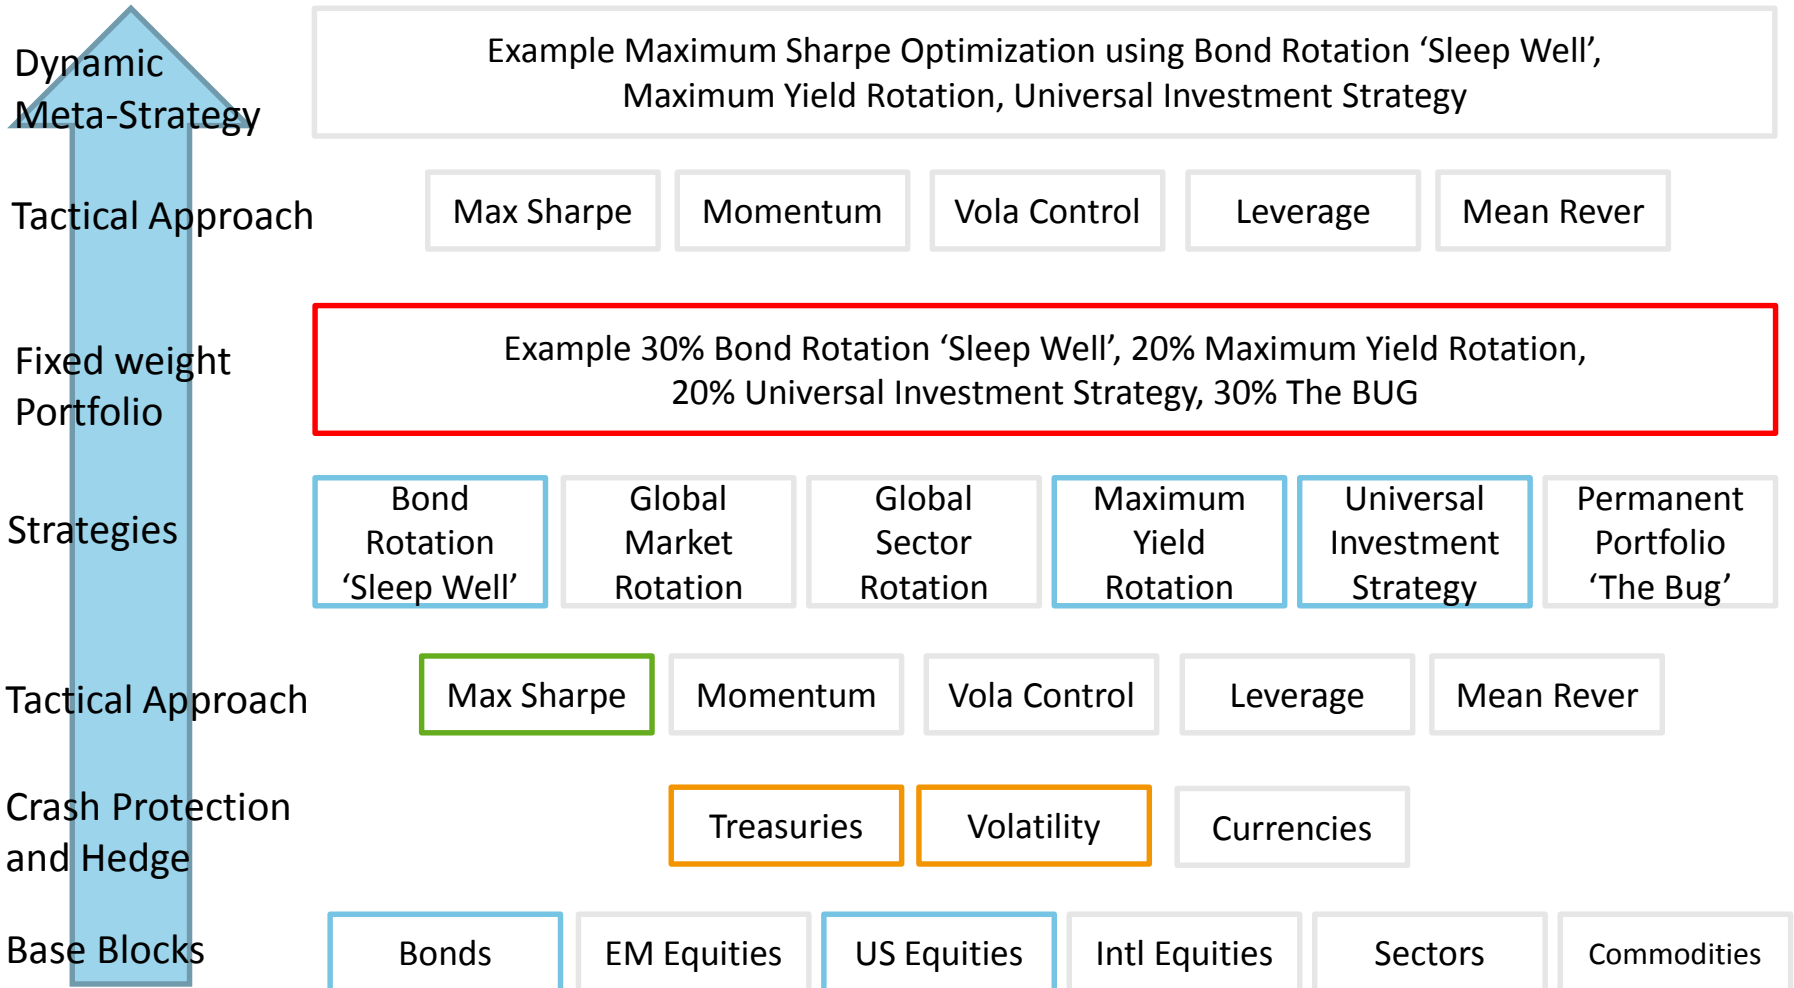 Dynamic
Meta-Strategy
Example Maximum Sharpe Optimization using Bond Rotation ‘Sleep Well’,
Maximum Yield Rotation, Universal Investment Strategy
Tactical Approach
Max Sharpe
Momentum
Vola Control
Leverage
Mean Rever
Fixed weight
Portfolio
Example 30% Bond Rotation ‘Sleep Well’, 20% Maximum Yield Rotation,
20% Universal Investment Strategy, 30% The BUG
Strategies
Bond
Rotation
‘Sleep Well’
Global
Market
Rotation
Global
Sector
Rotation
Maximum
Yield
Rotation
Universal
Investment
Strategy
Permanent
Portfolio
‘The Bug’
Tactical Approach
Max Sharpe
Momentum
Vola Control
Leverage
Mean Rever
Crash Protection
and Hedge
Treasuries
Volatility
Currencies
Base Blocks
Bonds
EM Equities
US Equities
Intl Equities
Sectors
Commodities